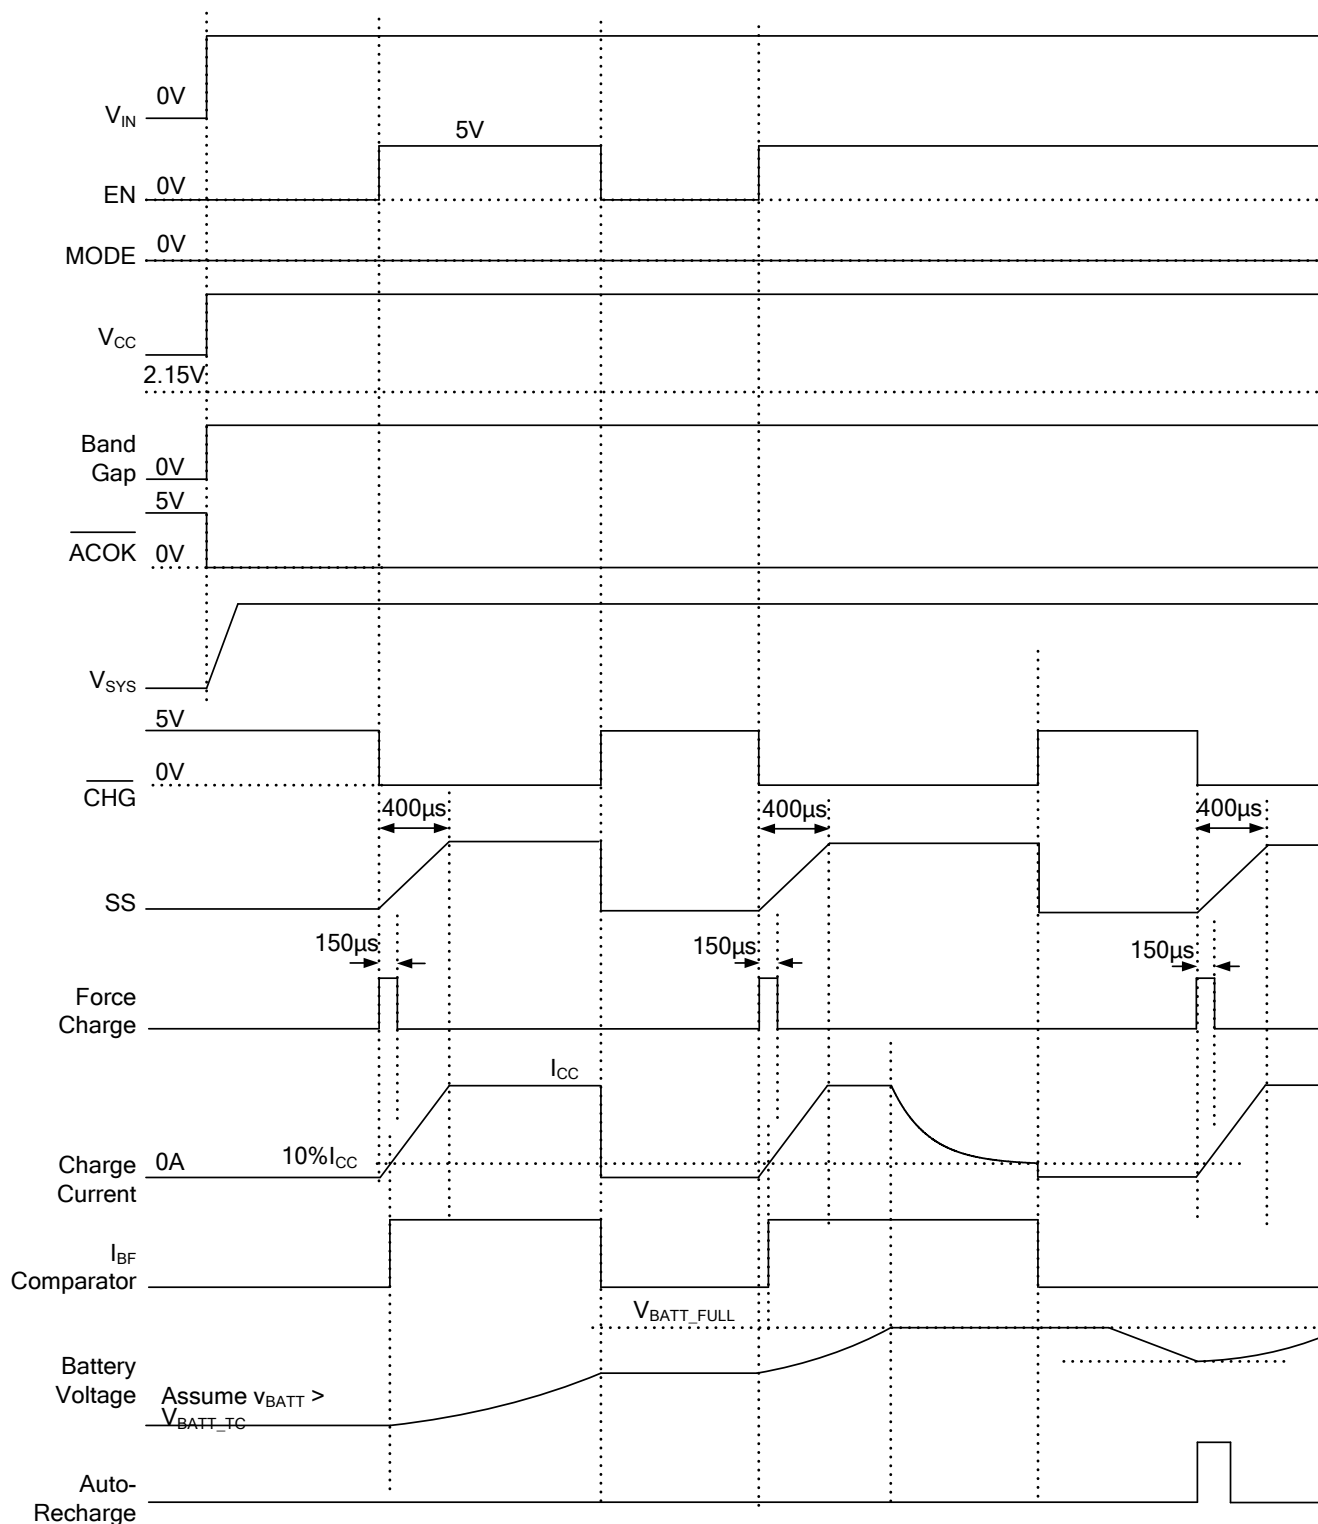 0V
V_IN
5V
0V
EN
0V
MODE
V_CC
2.15V
Band
Gap
0V
5V
ACOK
0V
V_SYS
5V
0V
CHG
400µs
400µs
400µs
SS
150µs
150µs
150µs
Force
Charge
I_CC
10%I_CC
0A
Charge
Current
I_BF
Comparator
V_BATT_FULL
Battery
Voltage
Assume v_BATT >
V_BATT_TC
Auto-
Recharge